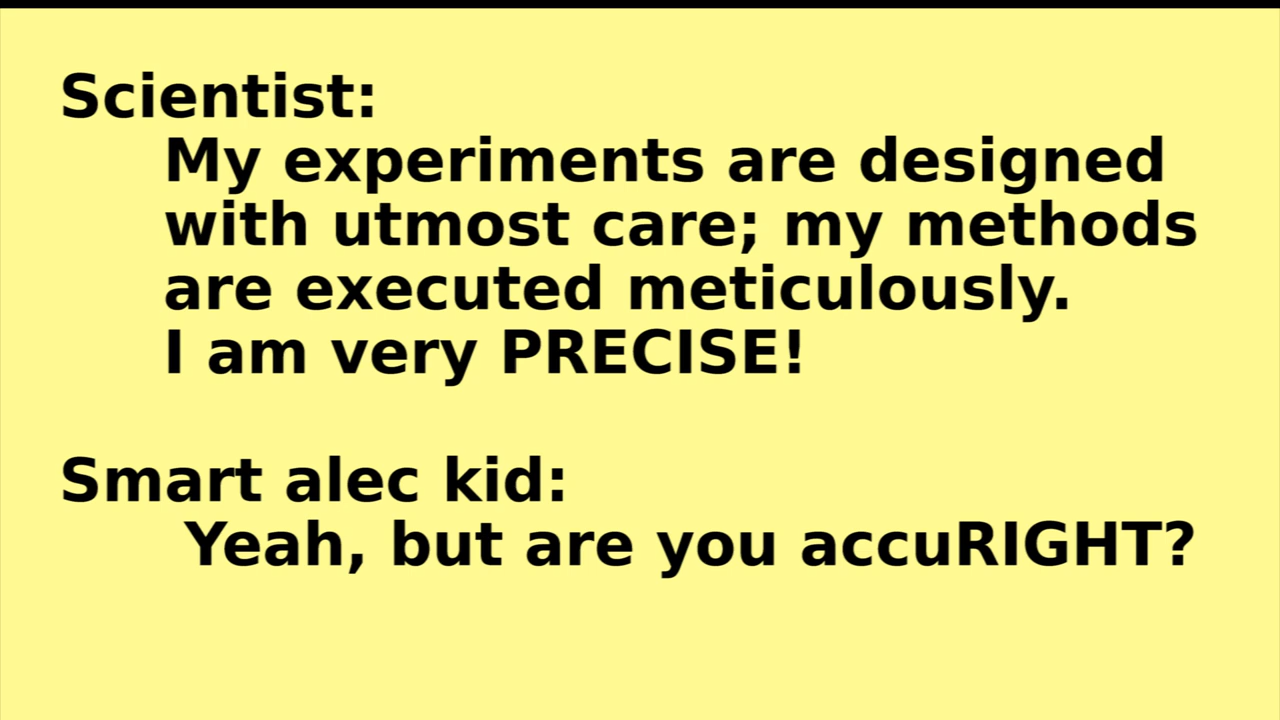 Scientist:
My experiments are designed
with utmost care; my methods
are executed meticulously.
I am very PRECISE!
Smart alec kid:
Yeah, but are you accuRIGHT?